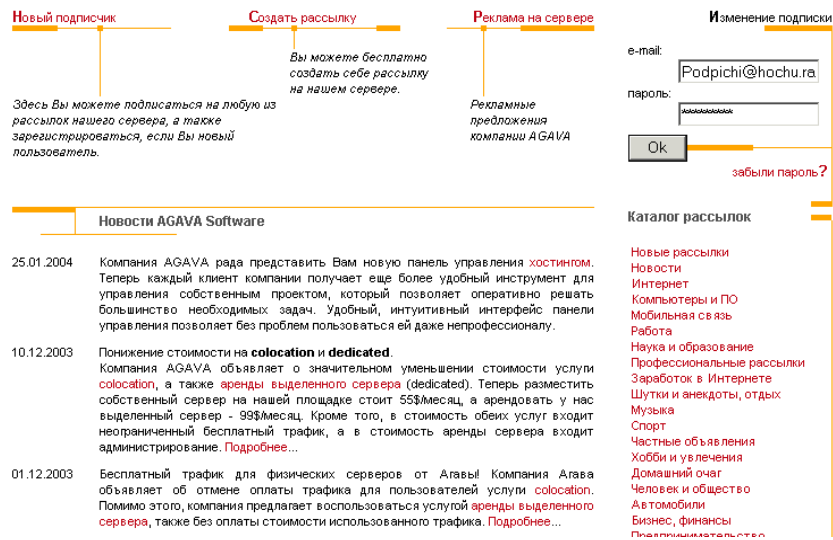 Новый подписчик
Создать рассылку
Реклама на сервере
Вы можете бесплатно
создать себе рассылку
на нашем сервере.
Здесь Вы можете подписаться на любую из
рассылок нашего сервера, а также
зарегистрироваться, если Вы новый
пользователь.
Рекламные
предложения
компании AGAVA
Изменение подписки
e-mail:
Podpichi@hochu.ra
пароль:
**********
Ok
забыли пароль?
Новости AGAVA Software
25.01.2004
Компания AGAVA рада представить Вам новую панель управления хостингом.
Теперь каждый клиент компании получает еще более удобный инструмент для
управления собственным проектом, который позволяет оперативно решать
большинство необходимых задач. Удобный, интуитивный интерфейс панели
управления позволяет без проблем пользоваться ей даже непрофессионалу.
10.12.2003
Понижение стоимости на colocation и dedicated.
Компания AGAVA объявляет о значительном уменьшении стоимости услуги
colocation, а также аренды выделенного сервера (dedicated). Теперь разместить
собственный сервер на нашей площадке стоит 55$/месяц, а арендовать у нас
выделенный сервер - 99$/месяц. Кроме того, в стоимость обеих услуг входит
неограниченный бесплатный трафик, а в стоимость аренды сервера входит
администрирование. Подробнее...
01.12.2003
Бесплатный трафик для физических серверов от Агавы! Компания Агава
объявляет об отмене оплаты трафика для пользователей услуги colocation.
Помимо этого, компания предлагает воспользоваться услугой аренды выделенного
сервера, также без оплаты стоимости использованного трафика. Подробнее...
Каталог рассылок
Новые рассылки
Новости
Интернет
Компьютеры и ПО
Мобильная связь
Работа
Наука и образование
Профессиональные рассылки
Заработок в Интернете
Шутки и анекдоты, отдых
Музыка
Спорт
Частные объявления
Хобби и увлечения
Домашний очаг
Человек и общество
Автомобили
Бизнес, финансы
Предпринимательство